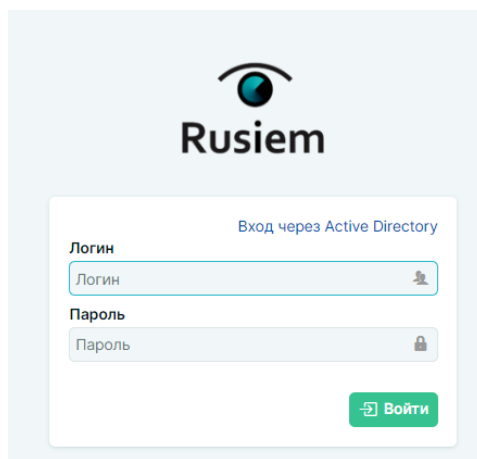 Rusiem
Вход через Active Directory
Логин
Логин
Пароль
Пароль
Войти